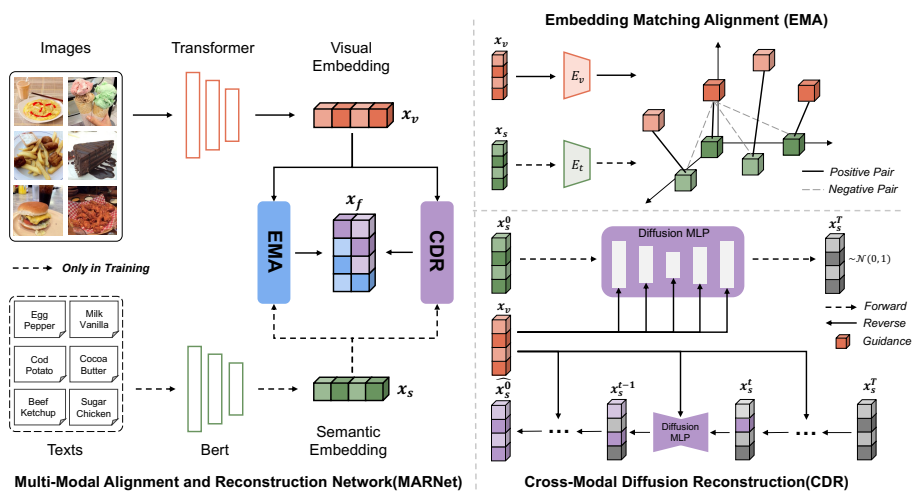 Images
Transformer
Visual
Embedding
x_v
EMA
x_f
CDR
Only in Training
Egg
Pepper
Milk
Vanilla
Cod
Potato
Cocoa
Butter
Beef
Ketchup
Sugar
Chicken
Texts
Bert
x_s
Semantic
Embedding
Multi-Modal Alignment and Reconstruction Network(MARNet)
Embedding Matching Alignment (EMA)
x_v
E_v
x_s
E_t
Positive Pair
Negative Pair
x_s^0
Diffusion MLP
x_s^T
~𝒩(0,1)
x_v
Forward
Reverse
Guidance
\widehat{x_s^0}
...
x_s^{t-1}
Diffusion
MLP
x_s^t
...
x_s^T
Cross-Modal Diffusion Reconstruction(CDR)